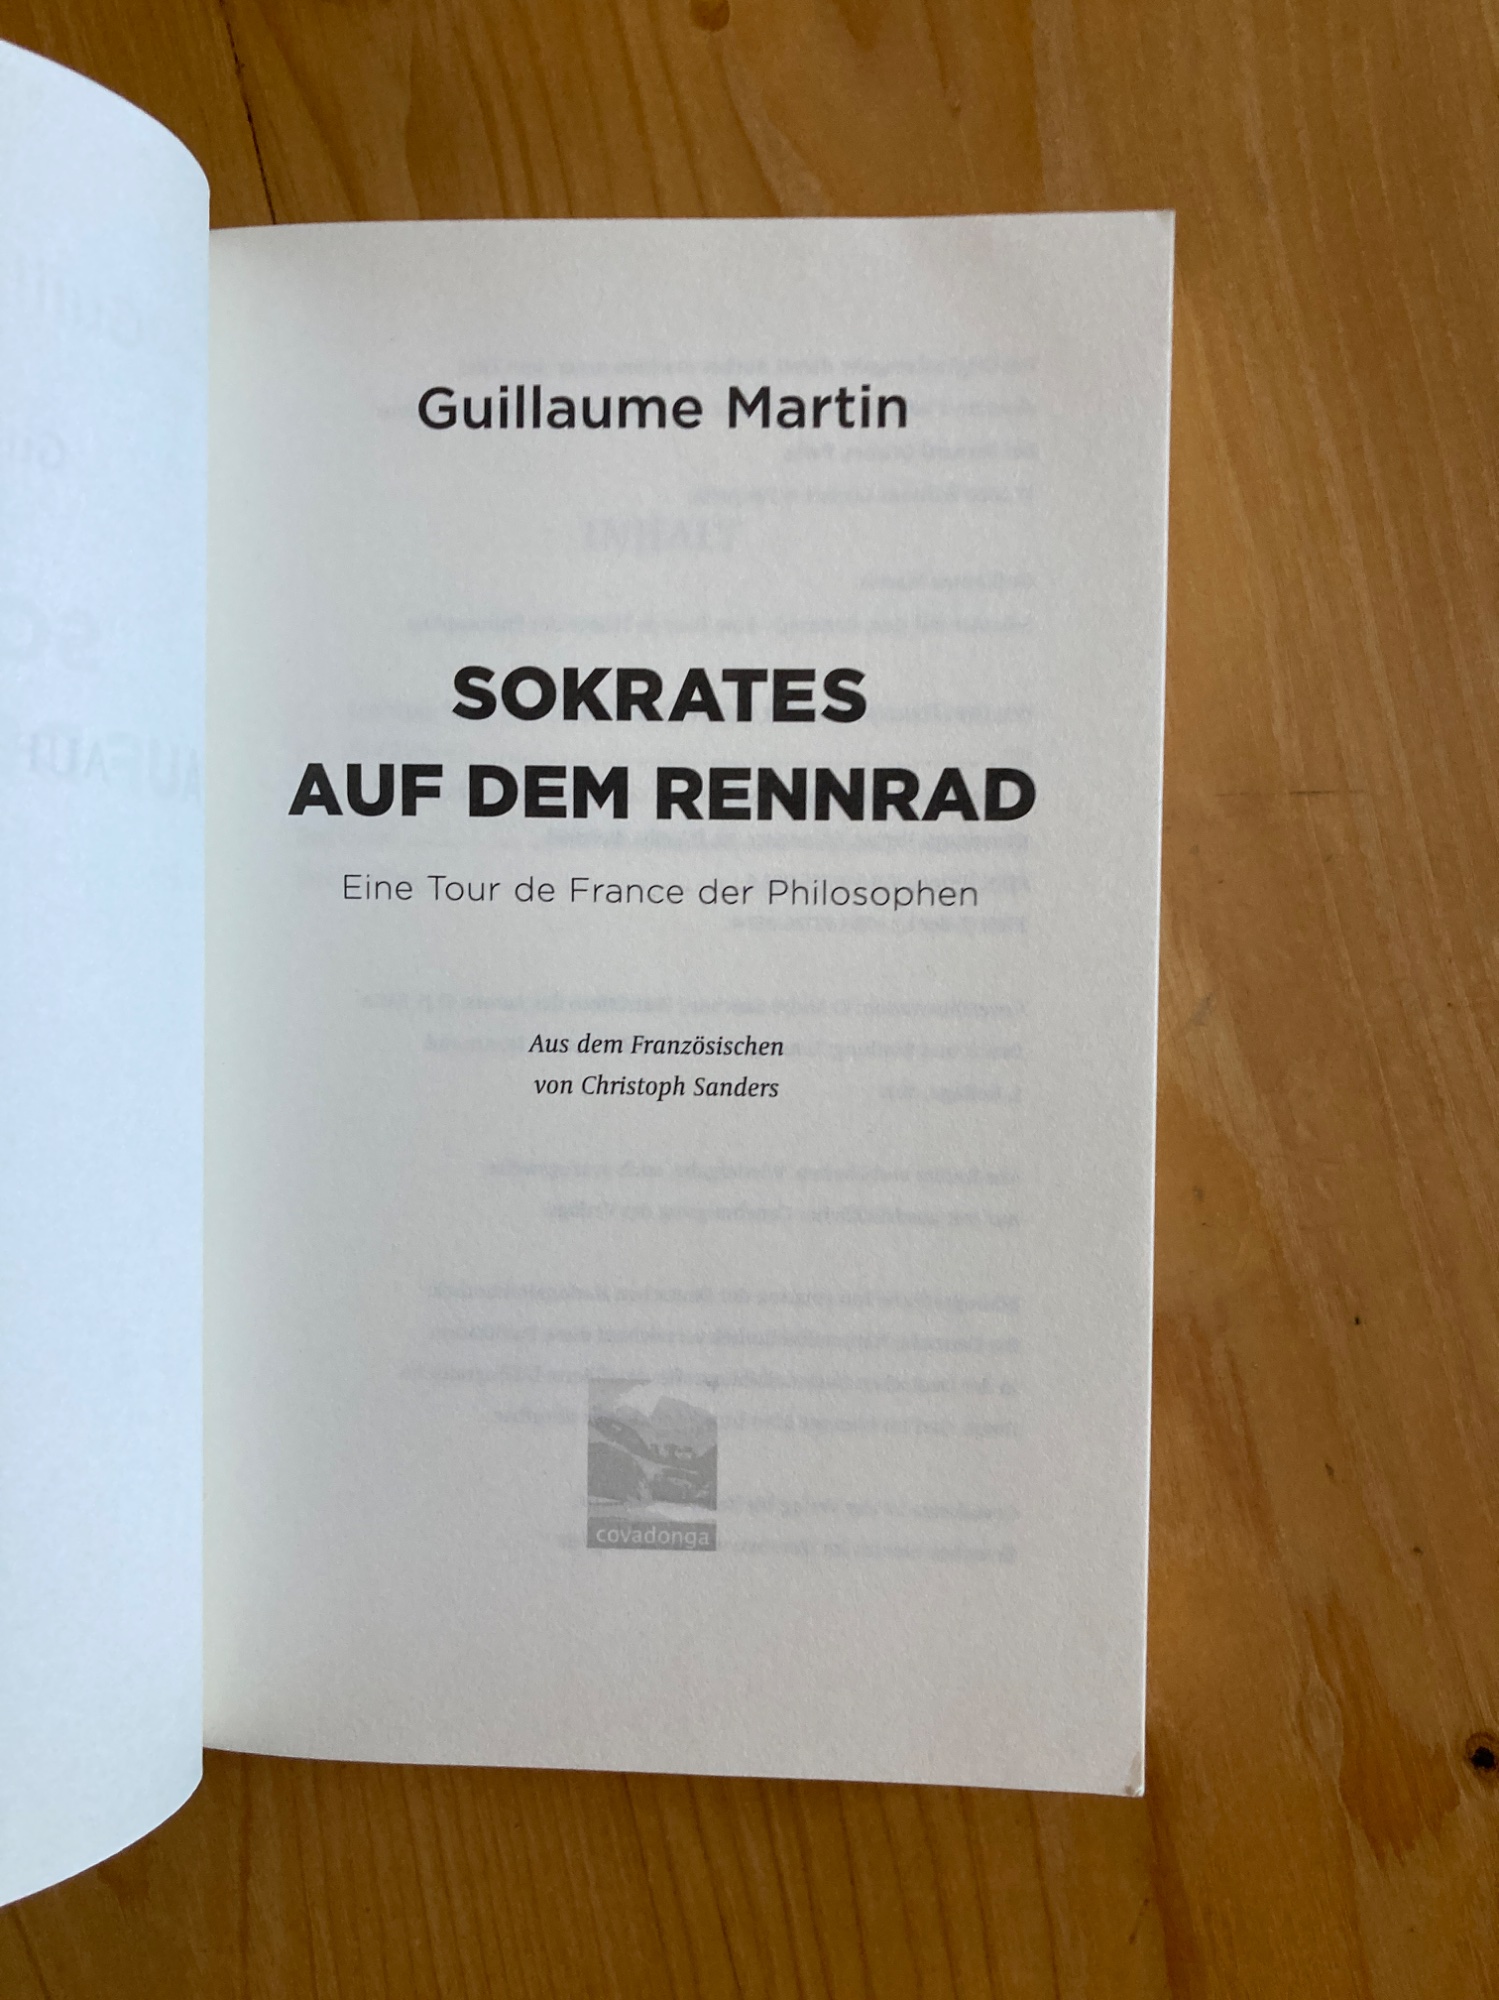 Guillaume Martin
SOKRATES
AUF DEM RENNRAD
Eine Tour de France der Philosophen
Aus dem Französischen
von Christoph Sanders
covadonga